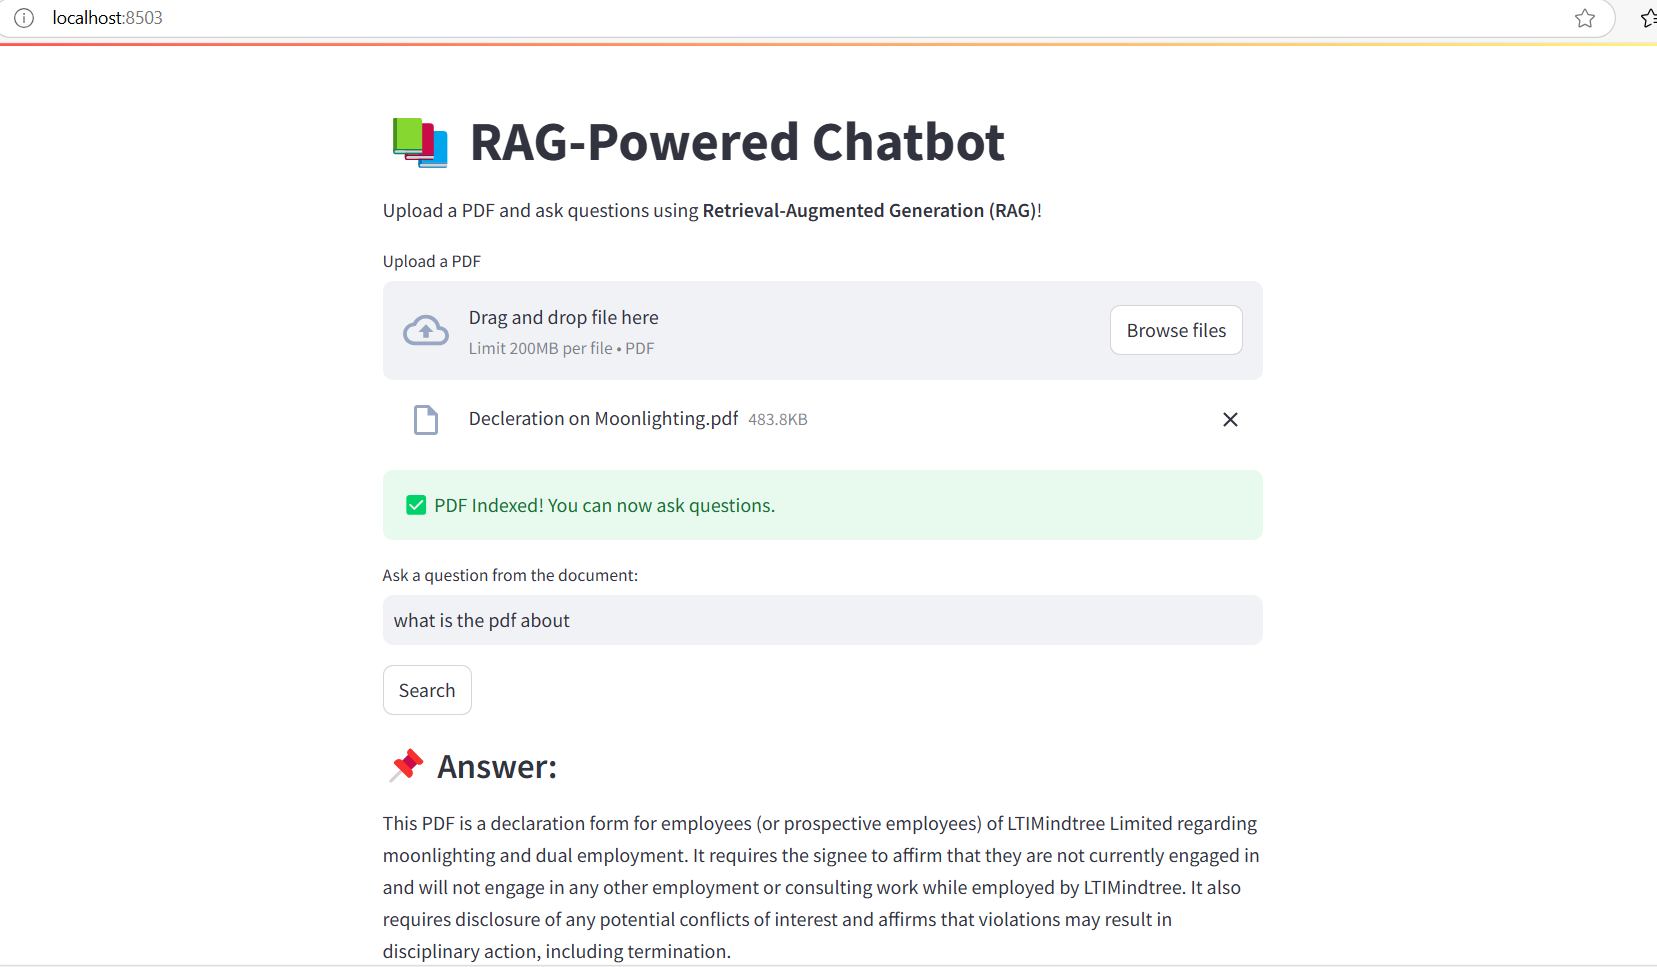 localhost:8503
RAG-Powered Chatbot
Upload a PDF and ask questions using Retrieval-Augmented Generation (RAG)!
Upload a PDF
Drag and drop file here
Limit 200MB per file • PDF
Browse files
Decleration on Moonlighting.pdf 483.8KB
PDF Indexed! You can now ask questions.
Ask a question from the document:
what is the pdf about
Search
Answer:
This PDF is a declaration form for employees (or prospective employees) of LTIMindtree Limited regarding
moonlighting and dual employment. It requires the signee to affirm that they are not currently engaged in
and will not engage in any other employment or consulting work while employed by LTIMindtree. It also
requires disclosure of any potential conflicts of interest and affirms that violations may result in
disciplinary action, including termination.